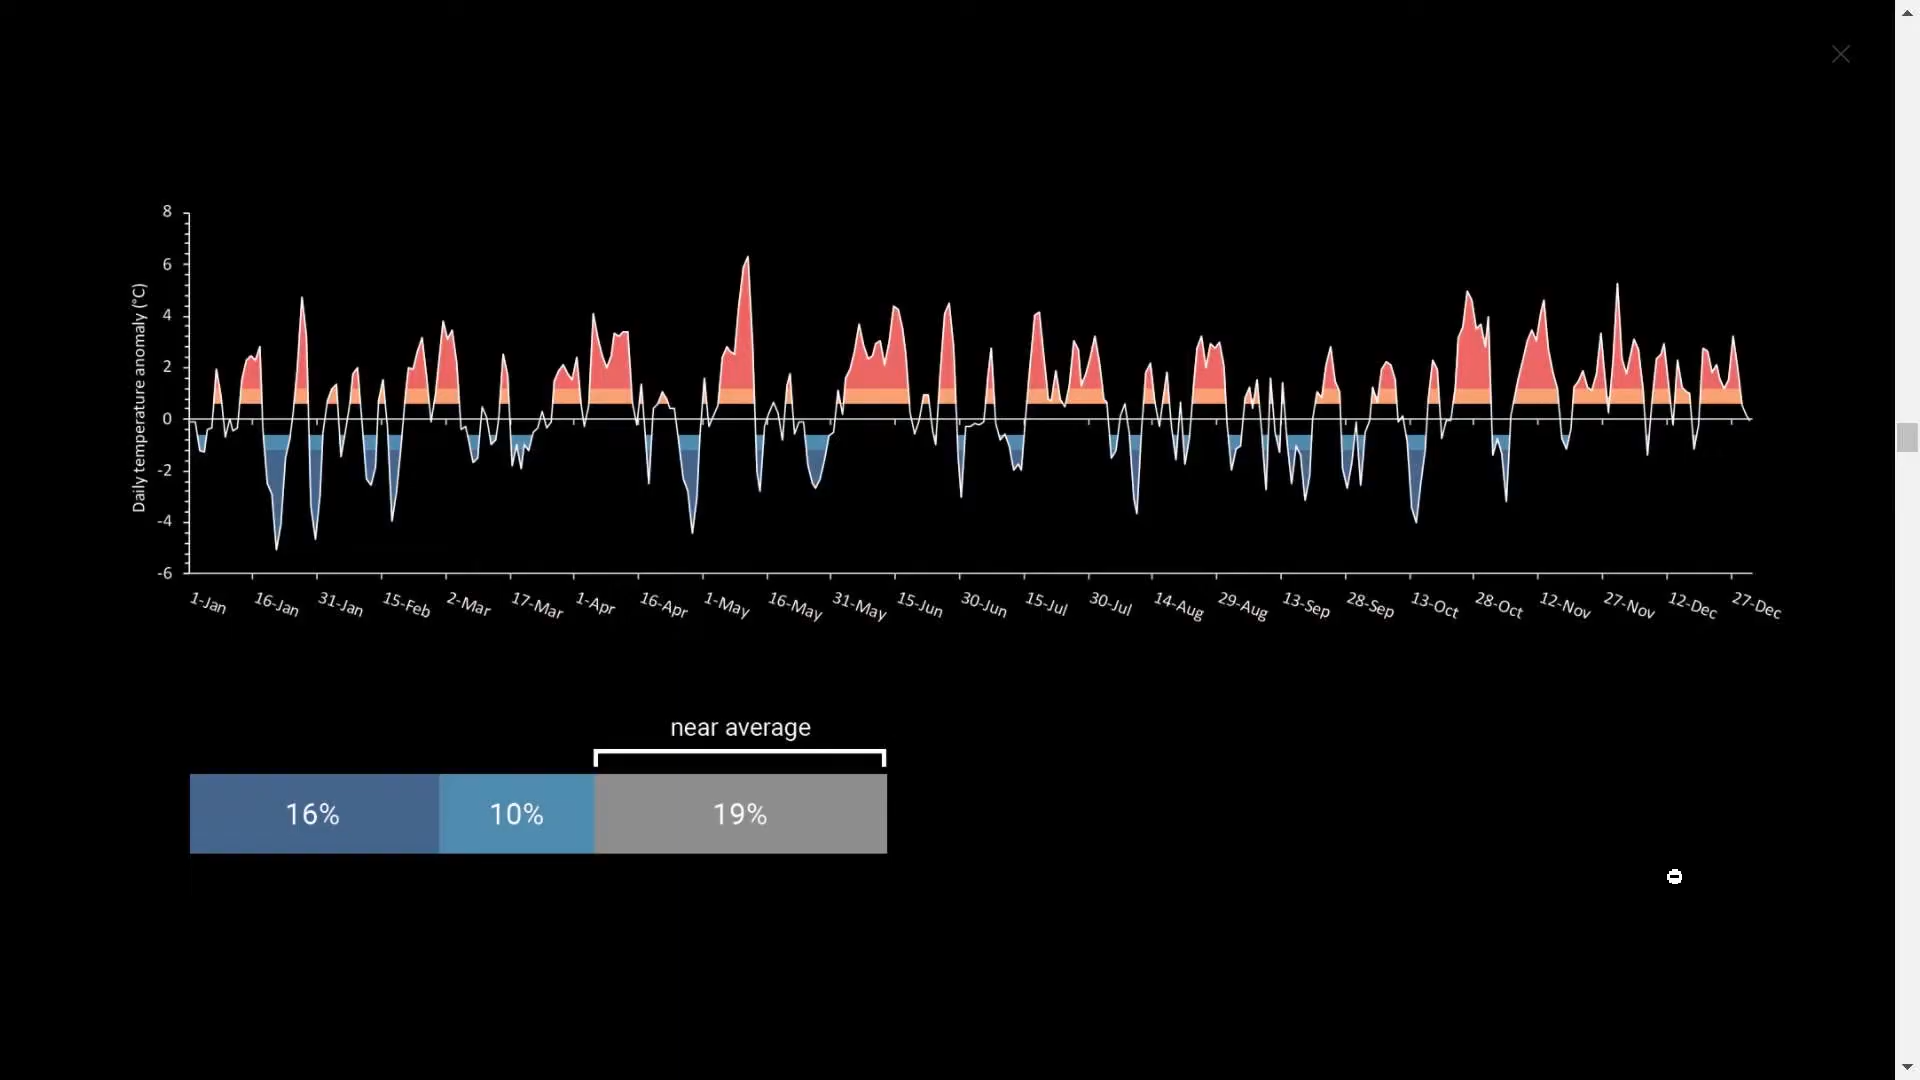 8
6
4
2
0
-2
-4
-6
Daily temperature anomaly (°C)
1-Jan 16-Jan 31-Jan 15-Feb 2-Mar 17-Mar 1-Apr 16-Apr 1-May 16-May 31-May 15-Jun 30-Jun 15-Jul 30-Jul 14-Aug 29-Aug 13-Sep 28-Sep 13-Oct 28-Oct 12-Nov 27-Nov 12-Dec 27-Dec
near average
16% 10% 19%